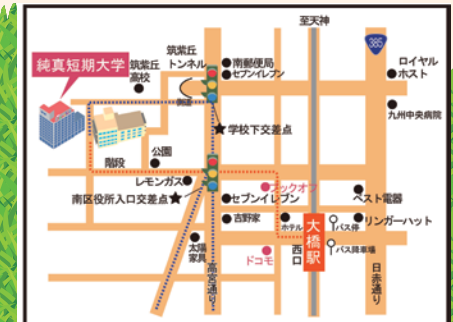 至天神
385
純真短期大学
筑紫丘
高校
筑紫丘
トンネル
南郵便局
セブンイレブン
ロイヤル
ホスト
九州中央病院
★学校下交差点
階段
公園
レモンガス
南区役所入口交差点★
ブックオフ
セブンイレブン
ベスト電器
吉野家
ホテル
大橋駅
バス停
リンガーハット
西口
バス降車場
太陽
家具
高宮通り
ドコモ
日赤通り